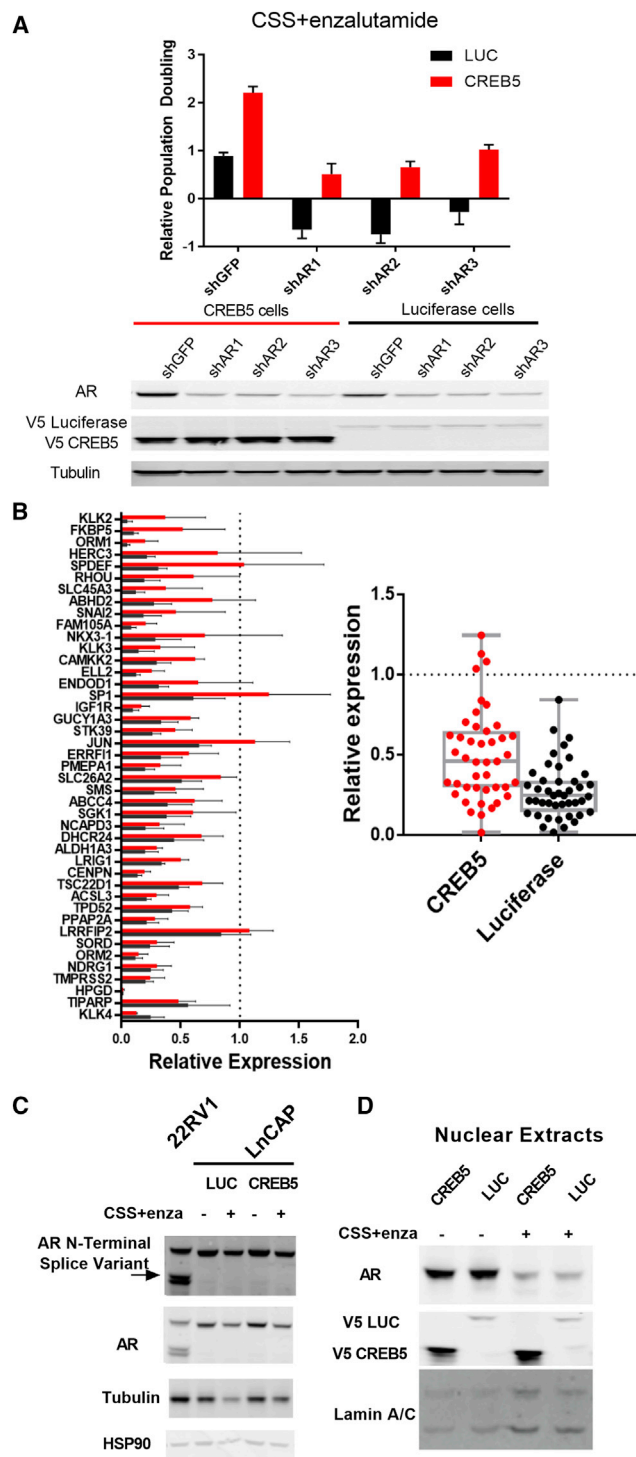 A
CSS+enzalutamide
Relative Population Doubling
3
2
1
0
-1
LUC
CREB5
shGFP
shAR1
shAR2
shAR3
CREB5 cells
Luciferase cells
shGFP
shAR1
shAR2
shAR3
shGFP
shAR1
shAR2
shAR3
AR
V5 Luciferase
V5 CREB5
Tubulin
B
KLK2
FKBP5
ORM1
HERC3
SPDEF
RHOU
SLC45A3
ABHD2
SNAI2
FAM105A
NKX3-1
KLK3
CAMKK2
ELL2
ENDOD1
SP1
IGF1R
GUCY1A3
STK39
JUN
ERRFI1
PMEPA1
SLC26A2
SMS
ABCC4
SGK1
NCAPD3
DHCR24
ALDH1A3
LRIG1
CENPN
TSC22D1
ACSL3
TPD52
PPAP2A
LRRFIP2
SORD
ORM2
NDRG1
TMPRSS2
HPGD
TIPARP
KLK4
0.0 0.5 1.0 1.5 2.0
Relative Expression
Relative expression
1.5
1.0
0.5
0.0
CREB5
Luciferase
C
22RV1
LnCAP
LUC CREB5
CSS+enza - + - +
AR N-Terminal
Splice Variant
AR
Tubulin
HSP90
D
Nuclear Extracts
CREB5
LUC
CREB5
LUC
CSS+enza - - + +
AR
V5 LUC
V5 CREB5
Lamin A/C